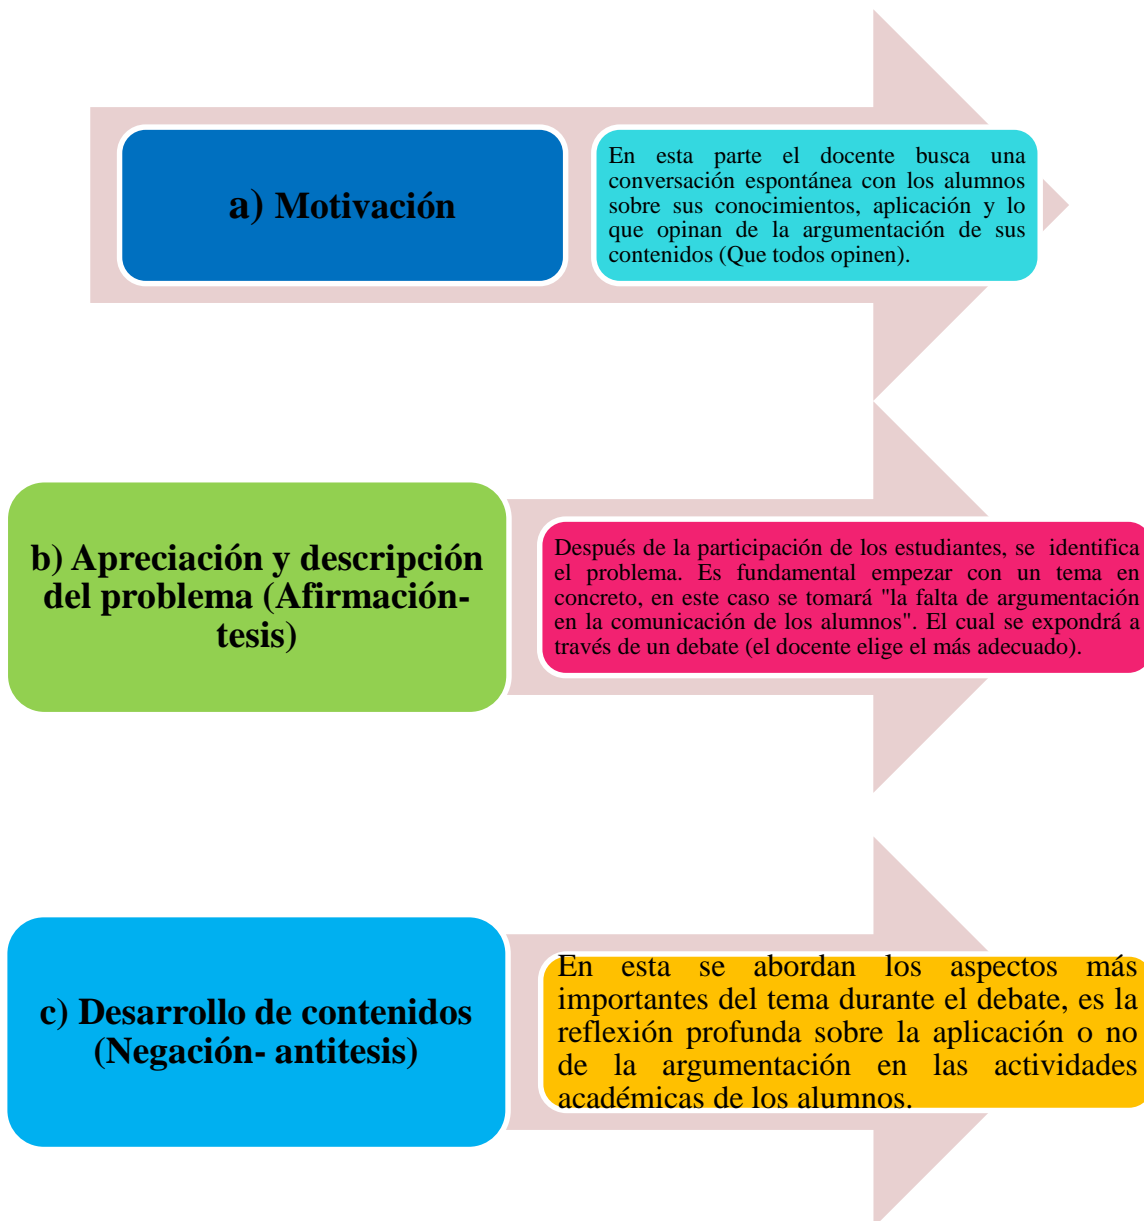 a) Motivación
En esta parte el docente busca una
conversación espontánea con los alumnos
sobre sus conocimientos, aplicación y lo
que opinan de la argumentación de sus
contenidos (Que todos opinen).
b) Apreciación y descripción
del problema (Afirmación-
tesis)
Después de la participación de los estudiantes, se identifica
el problema. Es fundamental empezar con un tema en
concreto, en este caso se tomará "la falta de argumentación
en la comunicación de los alumnos". El cual se expondrá a
través de un debate (el docente elige el más adecuado).
c) Desarrollo de contenidos
(Negación- antitesis)
En esta se abordan los aspectos más
importantes del tema durante el debate, es la
reflexión profunda sobre la aplicación o no
de la argumentación en las actividades
académicas de los alumnos.